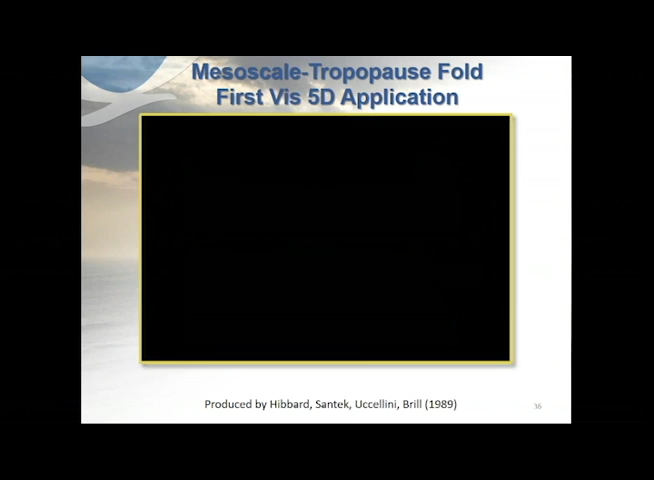 Mesoscale-Tropopause Fold
First Vis 5D Application
Produced by Hibbard, Santek, Uccellini, Brill (1989)
36